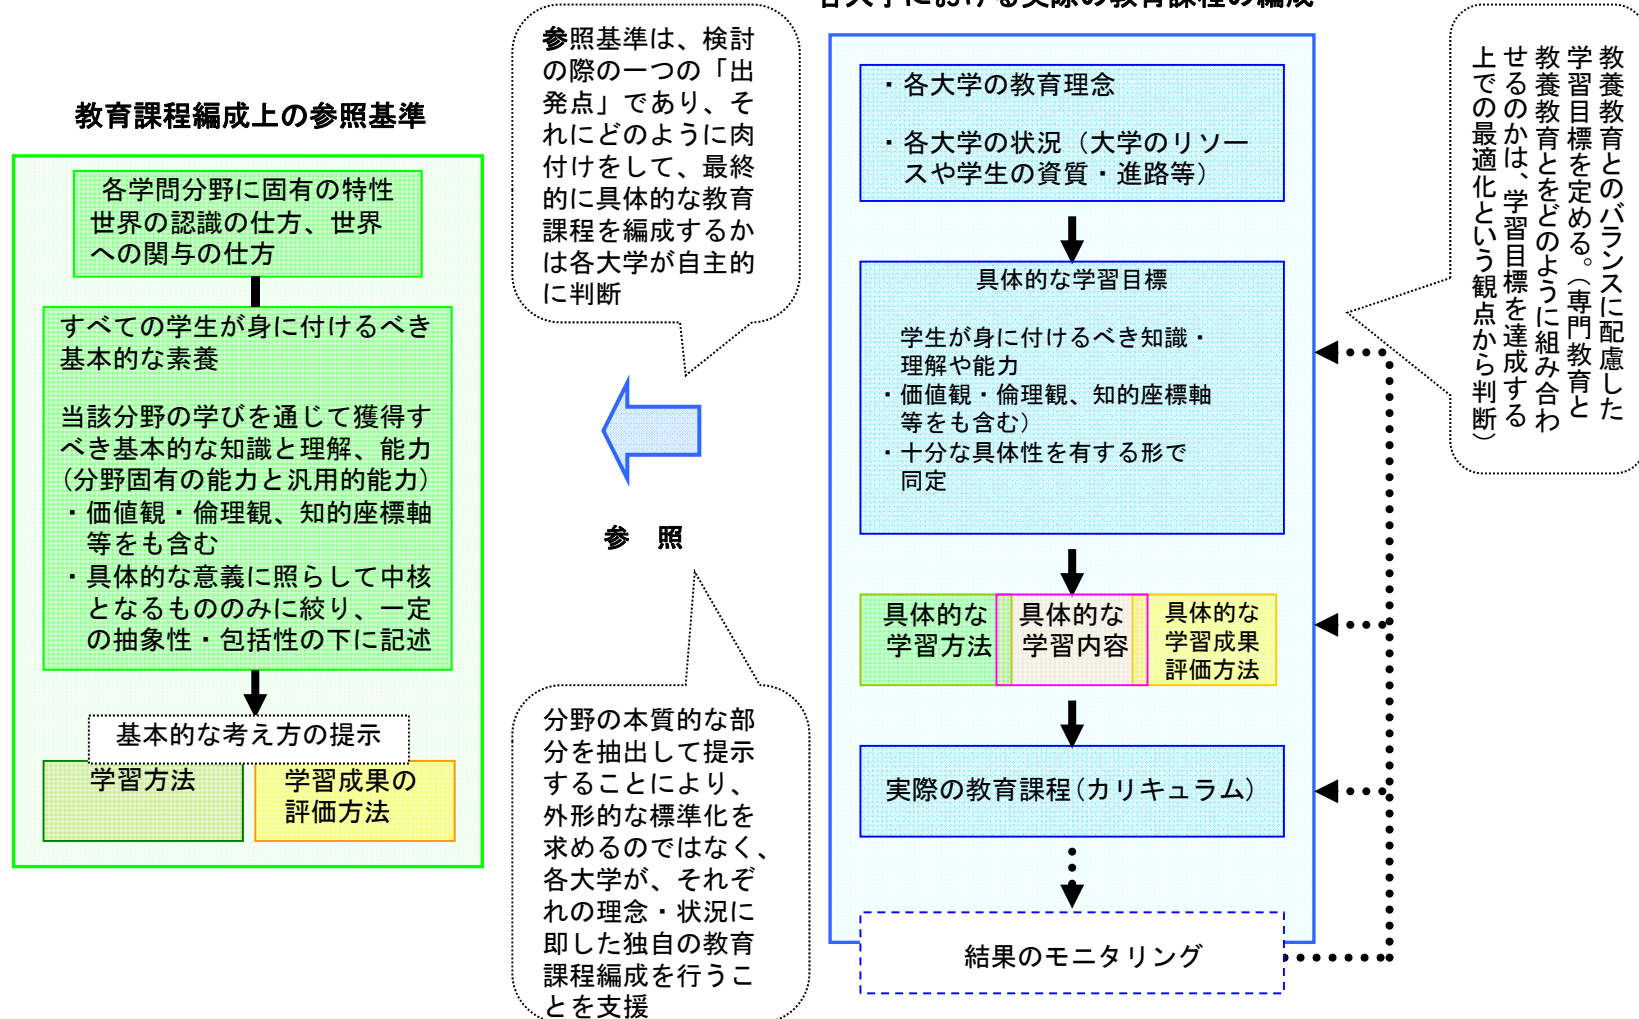 各大学における実際の教育課程の編成
教育課程編成上の参照基準
各学問分野に固有の特性
世界の認識の仕方、世界
への関与の仕方
すべての学生が身に付けるべき
基本的な素養
当該分野の学びを通じて獲得す
べき基本的な知識と理解、能力
（分野固有の能力と汎用的能力）
・価値観・倫理観、知的座標軸
等をも含む
・具体的な意義に照らして中核
となるもののみに絞り、一定
の抽象性・包括性の下に記述
基本的な考え方の提示
学習方法
学習成果の
評価方法
参照基準は、検討
の際の一つの「出
発点」であり、そ
れにどのように肉
付けをして、最終
的に具体的な教育
課程を編成するか
は各大学が自主的
に判断
参　照
分野の本質的な部
分を抽出して提示
することにより、
外形的な標準化を
求めるのではなく、
各大学が、それぞ
れの理念・状況に
即した独自の教育
課程編成を行うこ
とを支援
・各大学の教育理念
・各大学の状況（大学のリソー
スや学生の資質・進路等）
具体的な学習目標
学生が身に付けるべき知識・
理解や能力
・価値観・倫理観、知的座標軸
等をも含む）
・十分な具体性を有する形で
同定
具体的な
学習方法
具体的な
学習内容
具体的な
学習成果
評価方法
実際の教育課程（カリキュラム）
結果のモニタリング
教養教育とのバランスに配慮した
学習目標を定める。（専門教育と
教養教育とをどのように組み合わ
せるのかは、学習目標を達成する
上での最適化という観点から判断）